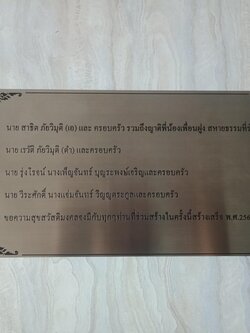 นาย สาธิต ภัยวิมุติ (เอ) และ ครอบครัว รวมถึงญาติพี่น้องเพื่อนฝูง สหายธรรมที่
นาย เรวัติ ภัยวิมุติ (ดำ) และครอบครัว
นาย รุ่งโรจน์ นางเพ็ญจันทร์ บุญระพงษ์เจริญและครอบครัว
นาย วีระศักดิ์ นางแจ่มจันทร์ วิญญูตระกูลและครอบครัว
ขอความสุขสวัสดีมงคลจงมีกับทุกๆท่านที่ร่วมสร้างในครั้งนี้สร้างเสร็จ พ.ศ.256